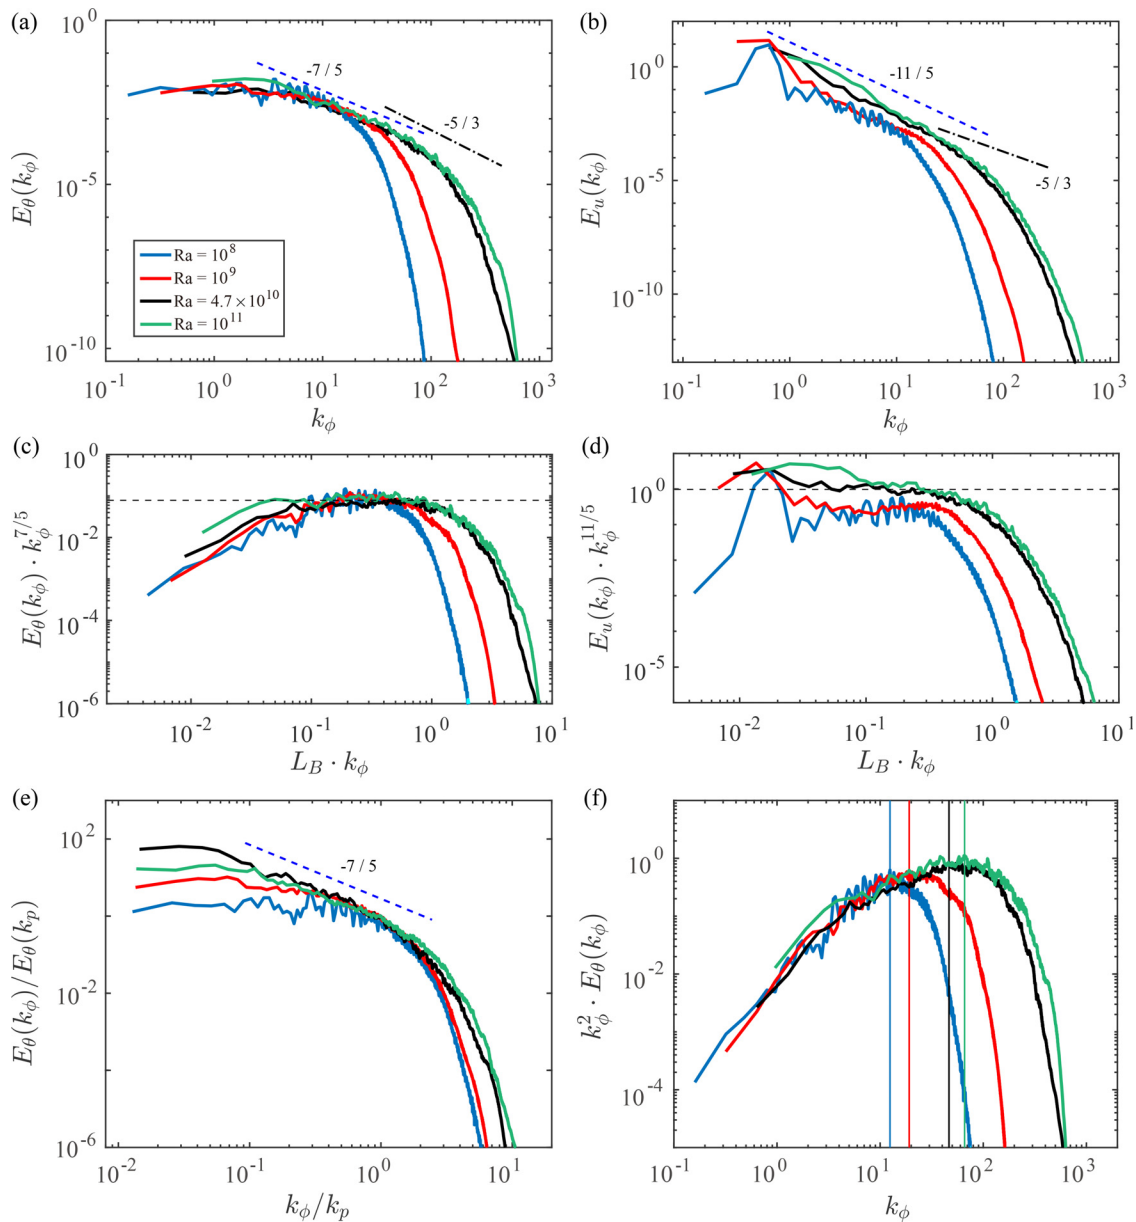 (a)
10^0
10^-5
10^-10
E_θ(k_ϕ)
-7 / 5
-5 / 3
Ra = 10^8
Ra = 10^9
Ra = 4.7 × 10^10
Ra = 10^11
10^-1 10^0 10^1 10^2 10^3
k_ϕ
(b)
10^0
10^-5
10^-10
E_u(k_ϕ)
-11 / 5
-5 / 3
10^-1 10^0 10^1 10^2 10^3
k_ϕ
(c)
10^0
10^-2
10^-4
10^-6
E_θ(k_ϕ) · k_ϕ^7/5
10^-2 10^-1 10^0 10^1
L_B · k_ϕ
(d)
10^0
10^-5
E_u(k_ϕ) · k_ϕ^11/5
10^-2 10^-1 10^0 10^1
L_B · k_ϕ
(e)
10^2
10^-2
10^-6
E_θ(k_ϕ)/E_θ(k_p)
-7 / 5
10^-2 10^-1 10^0 10^1
k_ϕ/k_p
(f)
10^0
10^-2
10^-4
k_ϕ^2 · E_θ(k_ϕ)
10^-1 10^0 10^1 10^2 10^3
k_ϕ